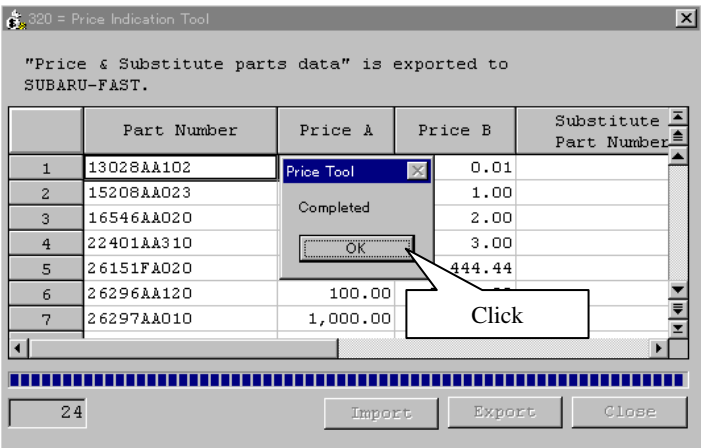 320 = Price Indication Tool
"Price & Substitute parts data" is exported to
SUBARU-FAST.
Part Number Price A Price B Substitute
Part Number
1 13028AA102 0.01
2 15208AA023 1.00
3 16546AA020 2.00
4 22401AA310 3.00
5 26151FA020 444.44
6 26296AA120 100.00
7 26297AA010 1,000.00
Price Tool
Completed
OK
Click
24 Import Export Close